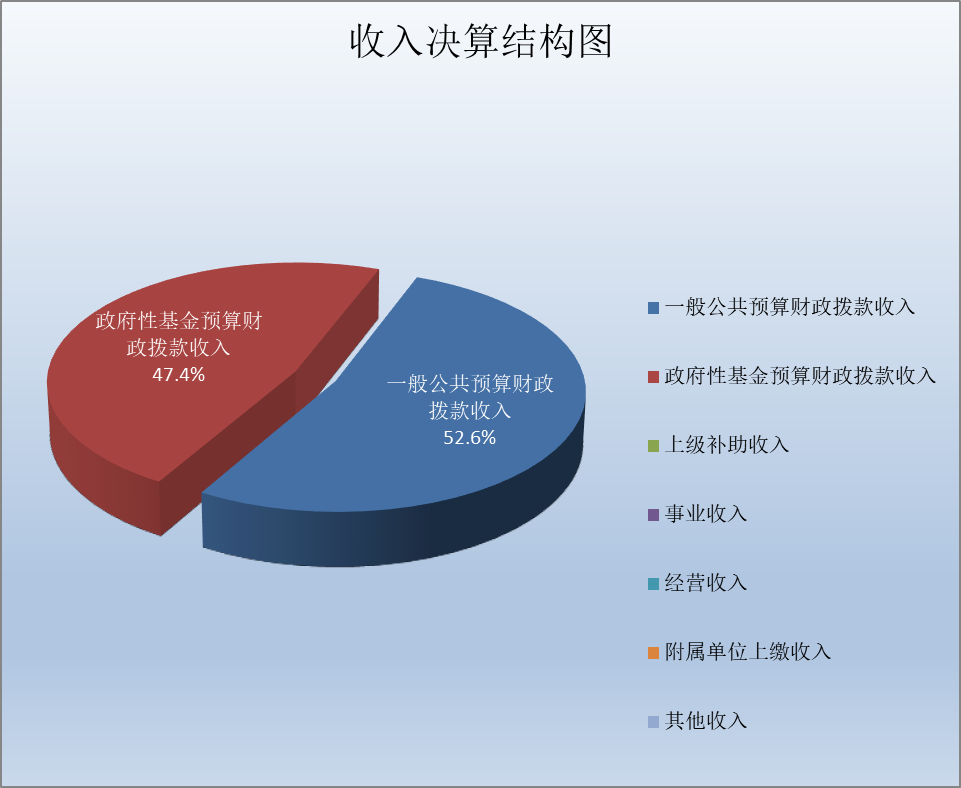 收入决算结构图
政府性基金预算财
政拨款收入
47.4%
一般公共预算财政
拨款收入
52.6%
一般公共预算财政拨款收入
政府性基金预算财政拨款收入
上级补助收入
事业收入
经营收入
附属单位上缴收入
其他收入